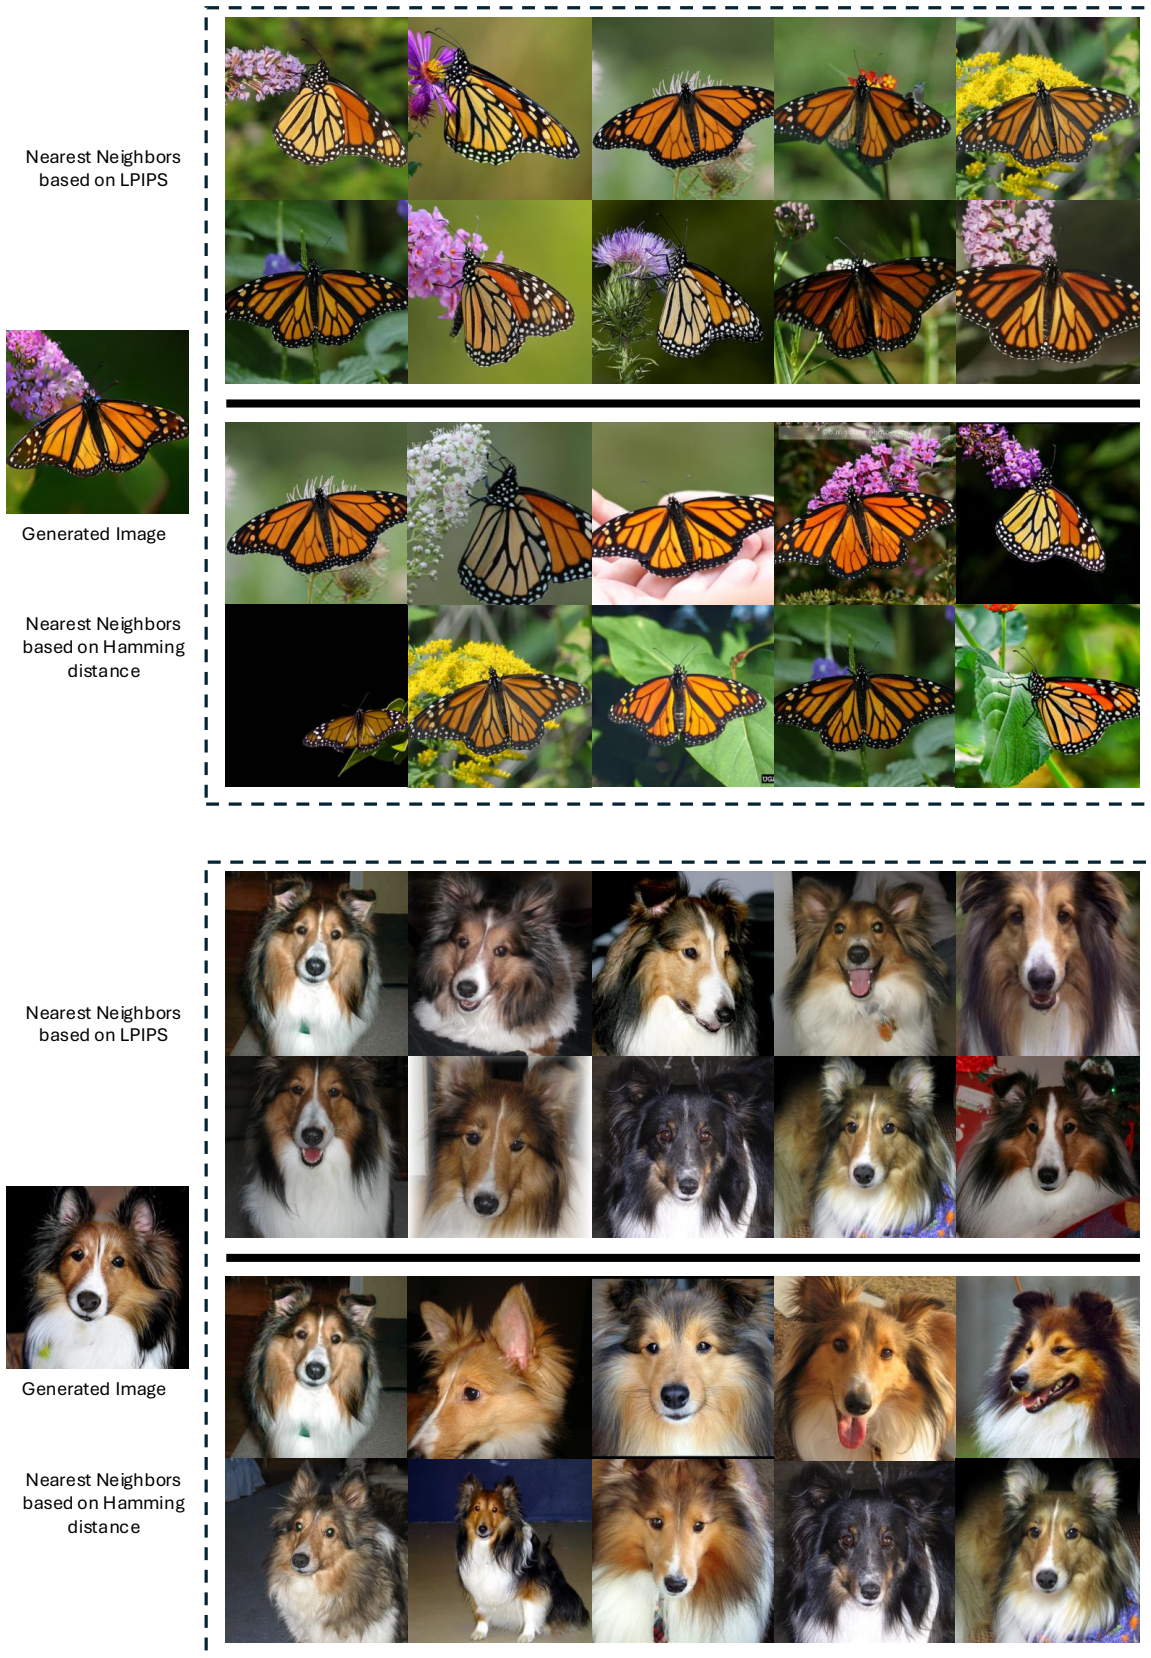 Nearest Neighbors
based on LPIPS
Generated Image
Nearest Neighbors
based on Hamming
distance
Nearest Neighbors
based on LPIPS
Generated Image
Nearest Neighbors
based on Hamming
distance